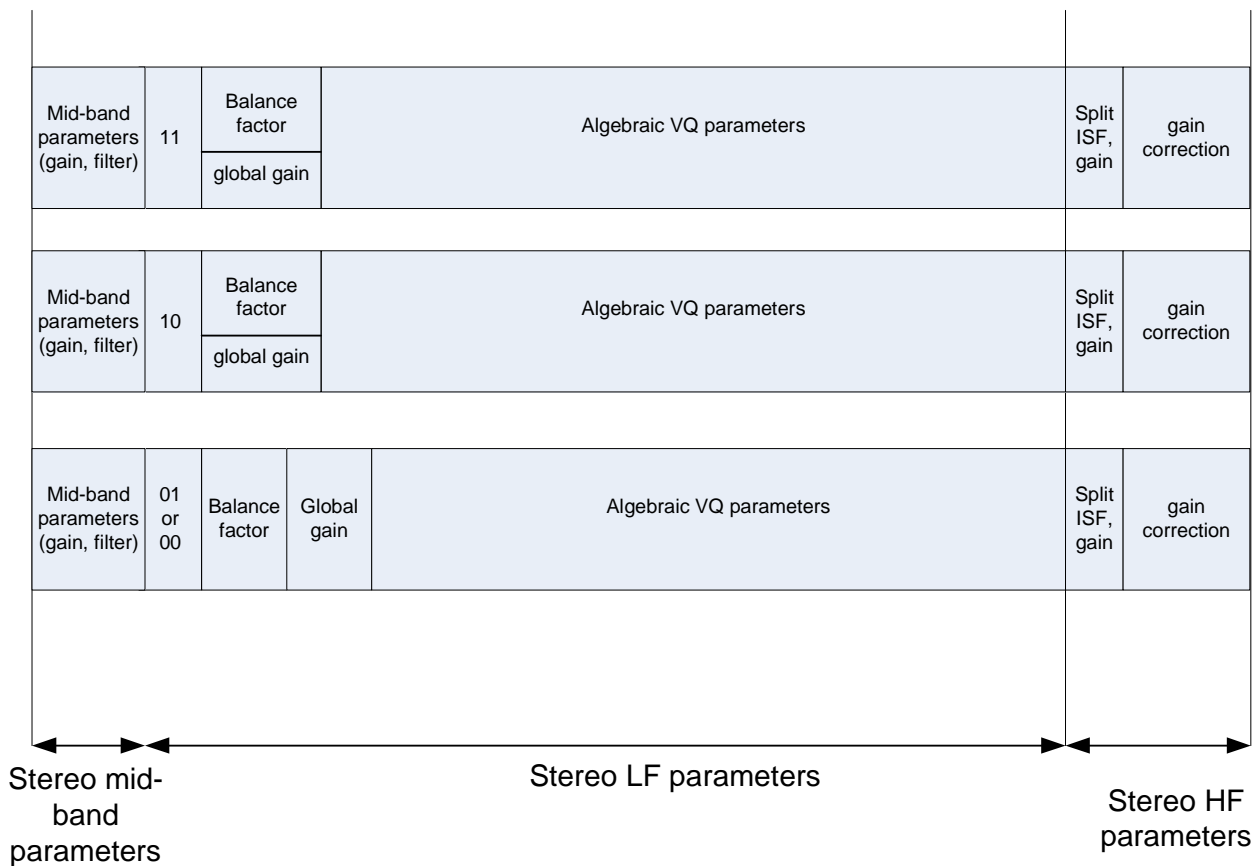 Mid-band
parameters
(gain, filter)
11
Balance
factor
global gain
Algebraic VQ parameters
Split
ISF,
gain
gain
correction
Mid-band
parameters
(gain, filter)
10
Balance
factor
global gain
Algebraic VQ parameters
Split
ISF,
gain
gain
correction
Mid-band
parameters
(gain, filter)
01
or
00
Balance
factor
Global
gain
Algebraic VQ parameters
Split
ISF,
gain
gain
correction
Stereo mid-
band
parameters
Stereo LF parameters
Stereo HF
parameters